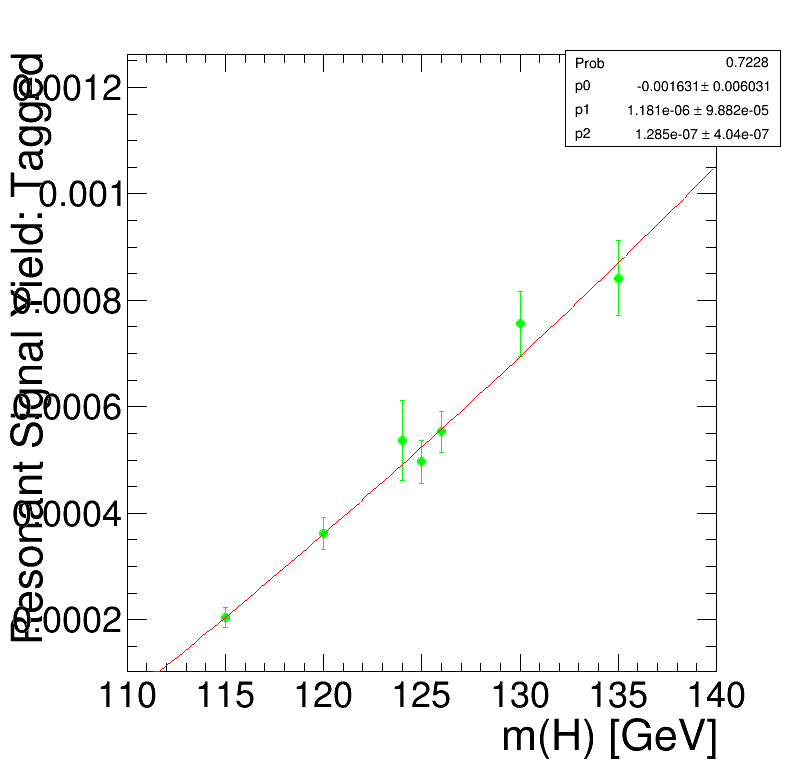 Prob 0.7228
p0 -0.001631 ± 0.006031
p1 1.181e-06 ± 9.882e-05
p2 1.285e-07 ± 4.04e-07
Resonant Signal Yield: Tagged
0.0012
0.001
0.0008
0.0006
0.0004
0.0002
110 115 120 125 130 135 140
m(H) [GeV]